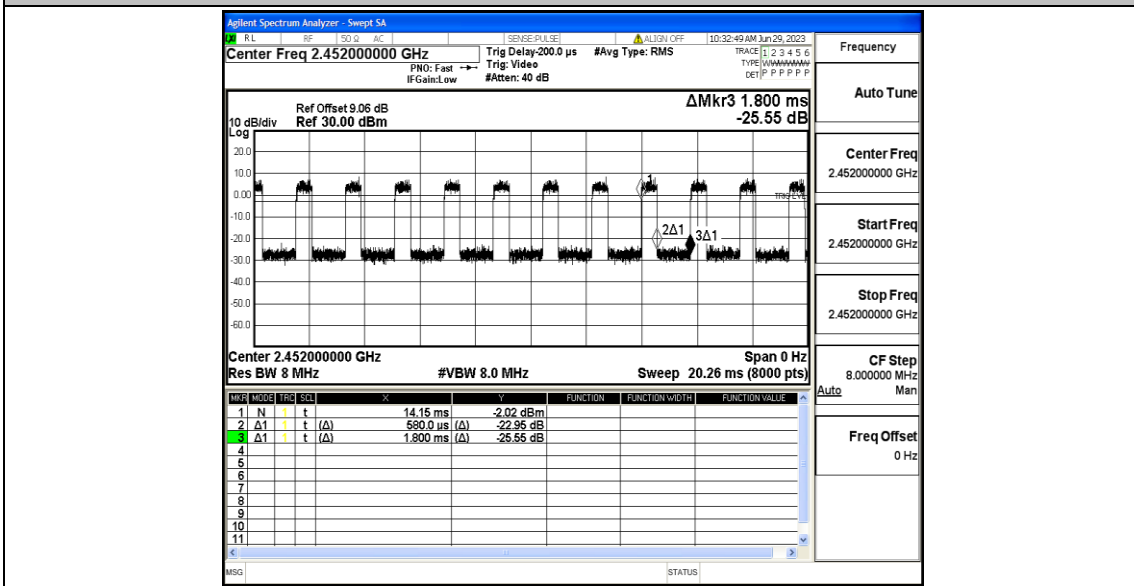 Agilent Spectrum Analyzer - Swept SA
RL RF 50 Ω AC SENSE:PULSE ALIGN OFF 10:32:49 AM Jun 29, 2023
Center Freq 2.452000000 GHz
PNO: Fast
IFGain:Low
Trig Delay-200.0 µs
Trig: Video
#Atten: 40 dB
#Avg Type: RMS
TRACE 1 2 3 4 5 6
TYPE
DET P P P P P P
Ref Offset 9.06 dB
Ref 30.00 dBm
10 dB/div
Log
ΔMkr3 1.800 ms
-25.55 dB
20.0
10.0
0.00
-10.0
-20.0
-30.0
-40.0
-50.0
-60.0
1
2Δ1
3Δ1
Center 2.452000000 GHz Span 0 Hz
Res BW 8 MHz #VBW 8.0 MHz Sweep 20.26 ms (8000 pts)
MKR MODE TRC SCL X Y FUNCTION FUNCTION WIDTH FUNCTION VALUE
1 N 1 t 14.15 ms -2.02 dBm
2 Δ1 1 t (Δ) 580.0 µs (Δ) -22.95 dB
3 Δ1 1 t (Δ) 1.800 ms (Δ) -25.55 dB
4
5
6
7
8
9
10
11
MSG STATUS
Frequency
Auto Tune
Center Freq
2.452000000 GHz
Start Freq
2.452000000 GHz
Stop Freq
2.452000000 GHz
CF Step
8.000000 MHz
Auto Man
Freq Offset
0 Hz